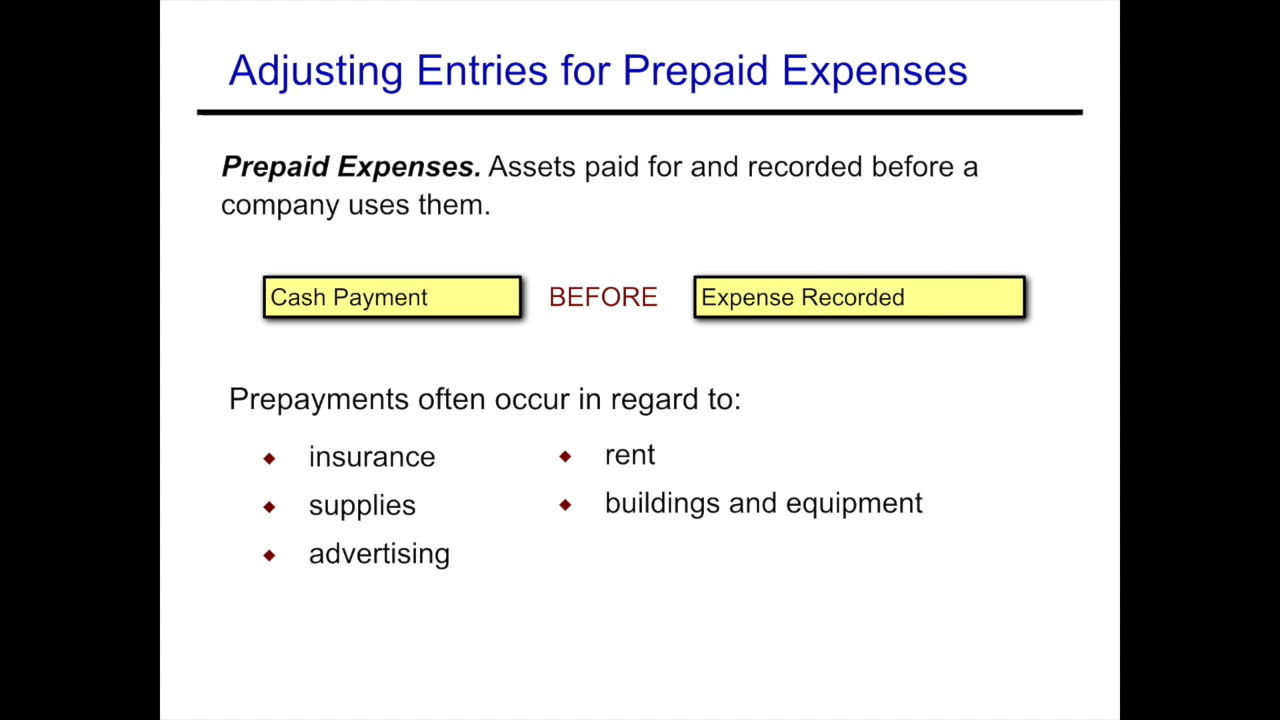 Adjusting Entries for Prepaid Expenses
Prepaid Expenses. Assets paid for and recorded before a
company uses them.
Cash Payment BEFORE Expense Recorded
Prepayments often occur in regard to:
insurance
supplies
advertising
rent
buildings and equipment